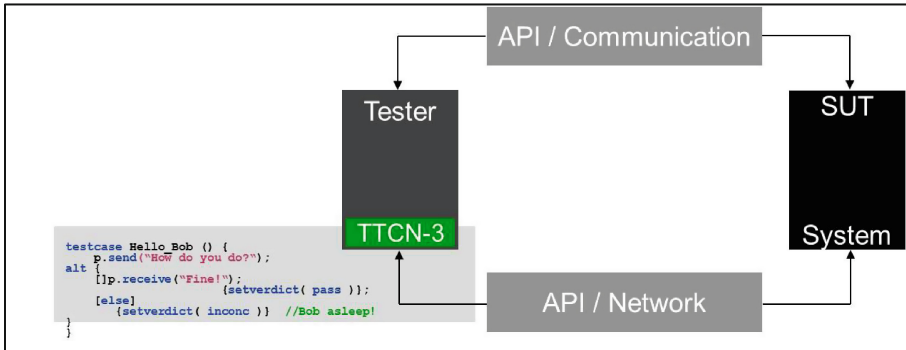 API / Communication
Tester
SUT
TTCN-3
System
testcase Hello_Bob () {
p.send("How do you do?");
alt {
[]p.receive("Fine!");
{setverdict( pass )};
[else]
{setverdict( inconc )} //Bob asleep!
}
}
API / Network